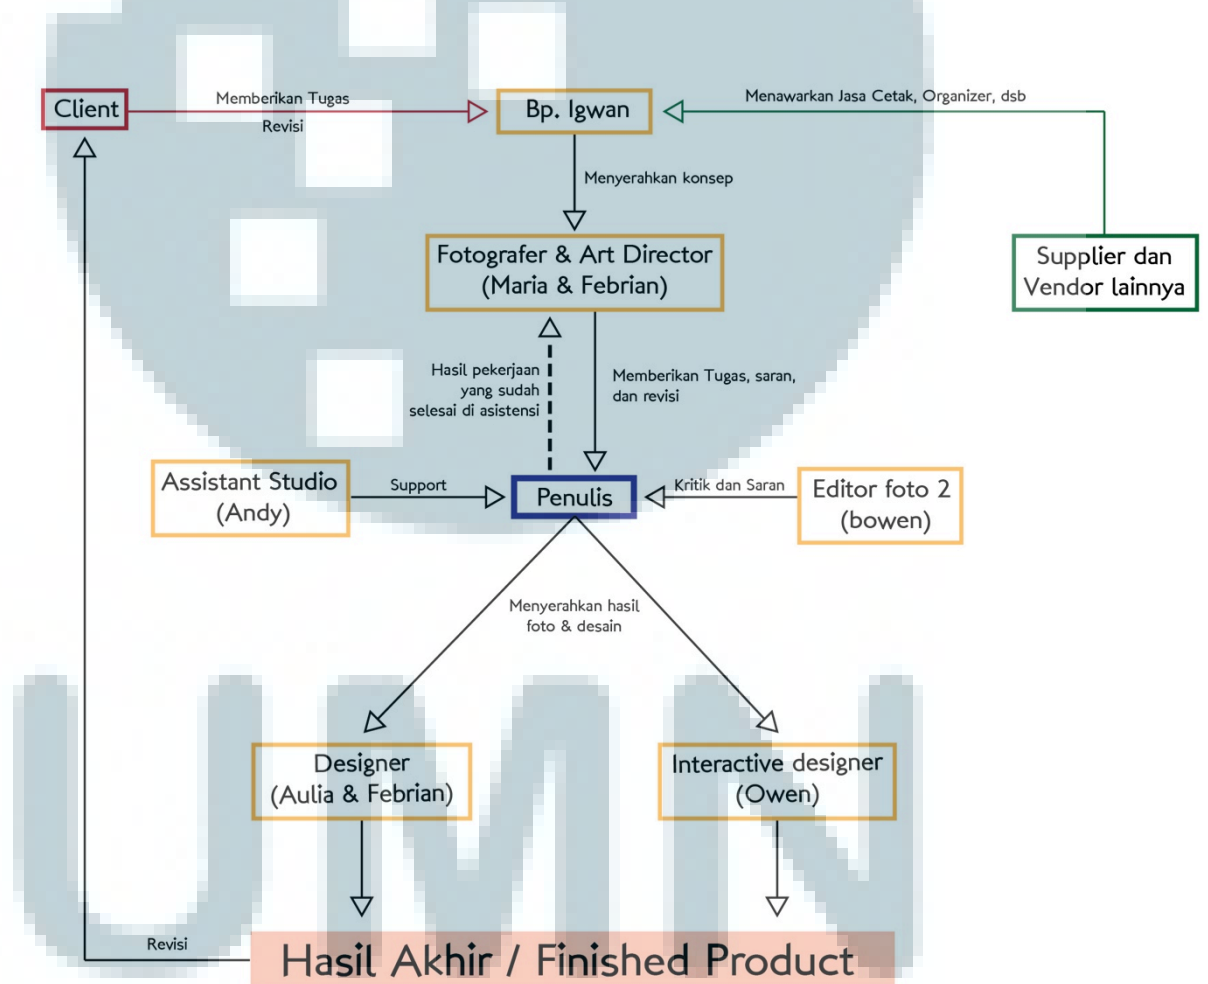 Client
Memberikan Tugas
Revisi
Bp. Igwan
Menawarkan Jasa Cetak, Organizer, dsb
Menyerahkan konsep
Fotografer & Art Director
(Maria & Febrian)
Supplier dan
Vendor lainnya
Hasil pekerjaan
yang sudah
selesai di asistensi
Memberikan Tugas, saran,
dan revisi
Assistant Studio
(Andy)
Support
Penulis
Kritik dan Saran
Editor foto 2
(bowen)
Menyerahkan hasil
foto & desain
Designer
(Aulia & Febrian)
Interactive designer
(Owen)
Revisi
Hasil Akhir / Finished Product
UMN